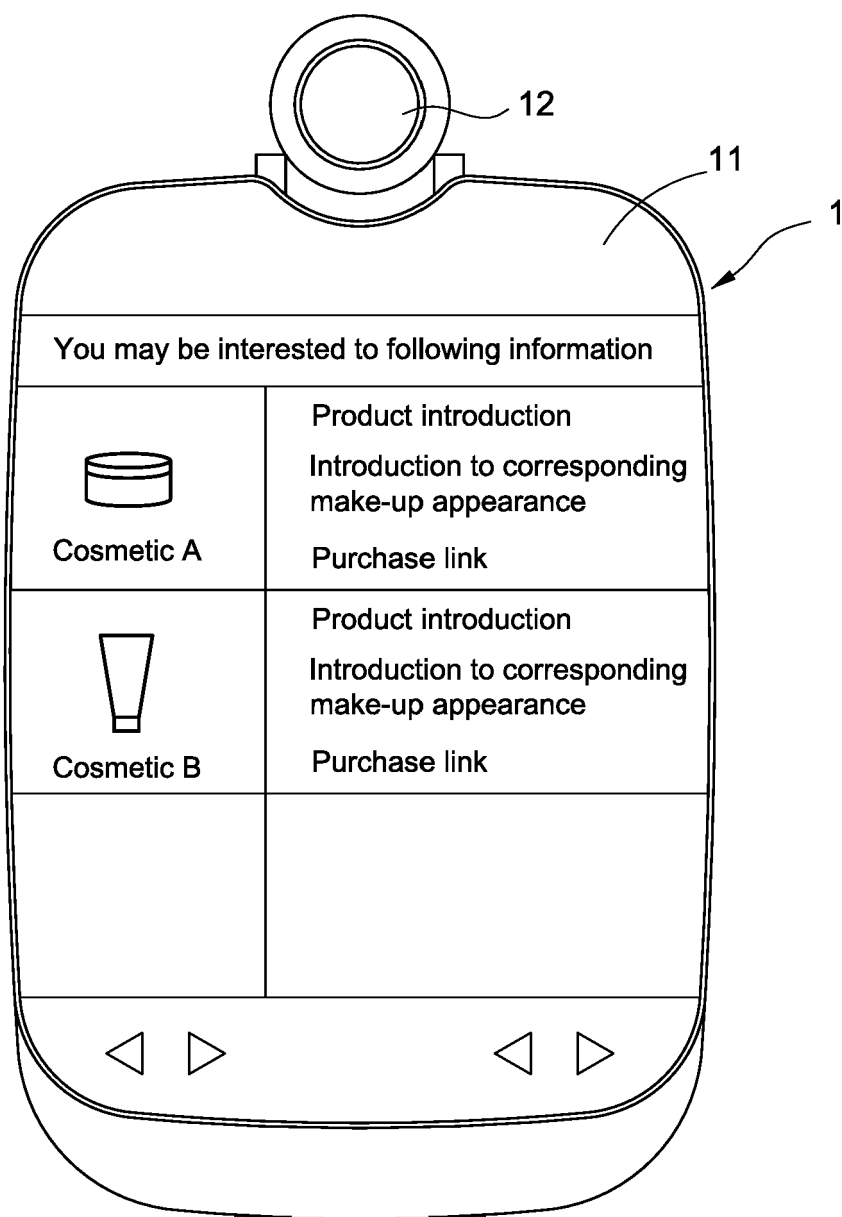 12
11
1
You may be interested to following information
Product introduction
Introduction to corresponding
make-up appearance
Cosmetic A
Purchase link
Product introduction
Introduction to corresponding
make-up appearance
Cosmetic B
Purchase link